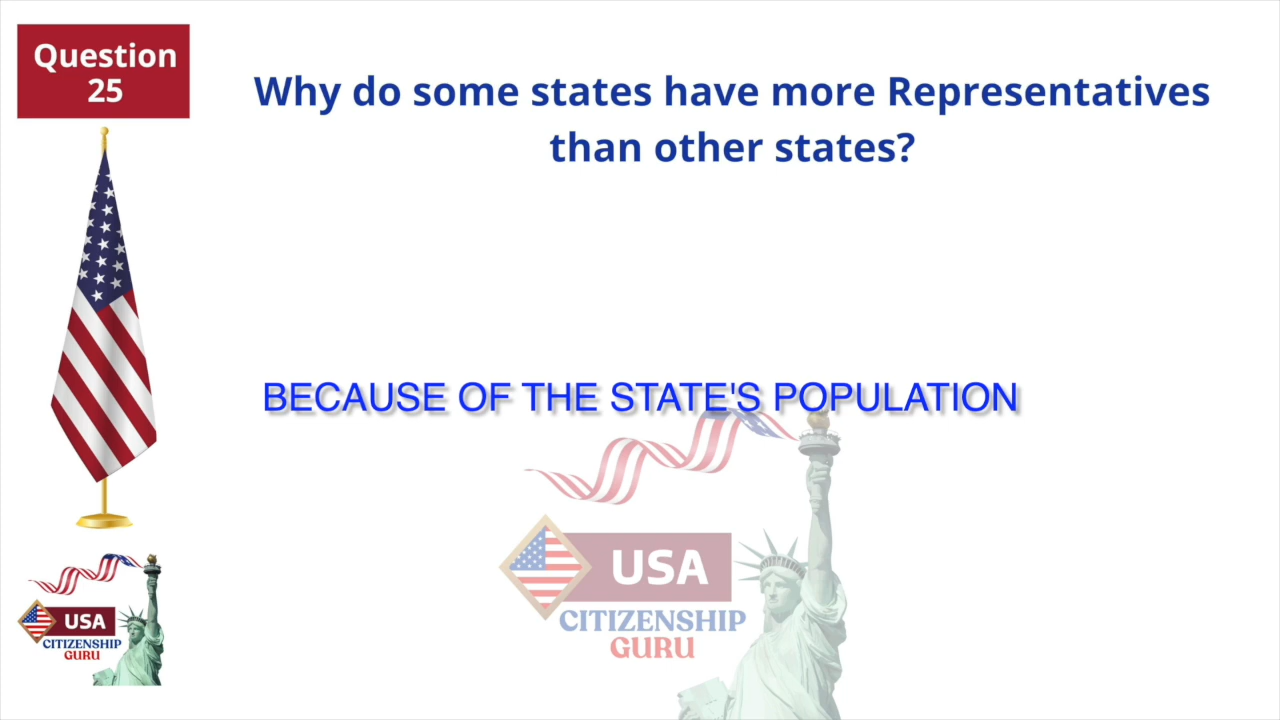 Question
25
Why do some states have more Representatives
than other states?
BECAUSE OF THE STATE'S POPULATION
USA
CITIZENSHIP
GURU
USA
CITIZENSHIP
GURU